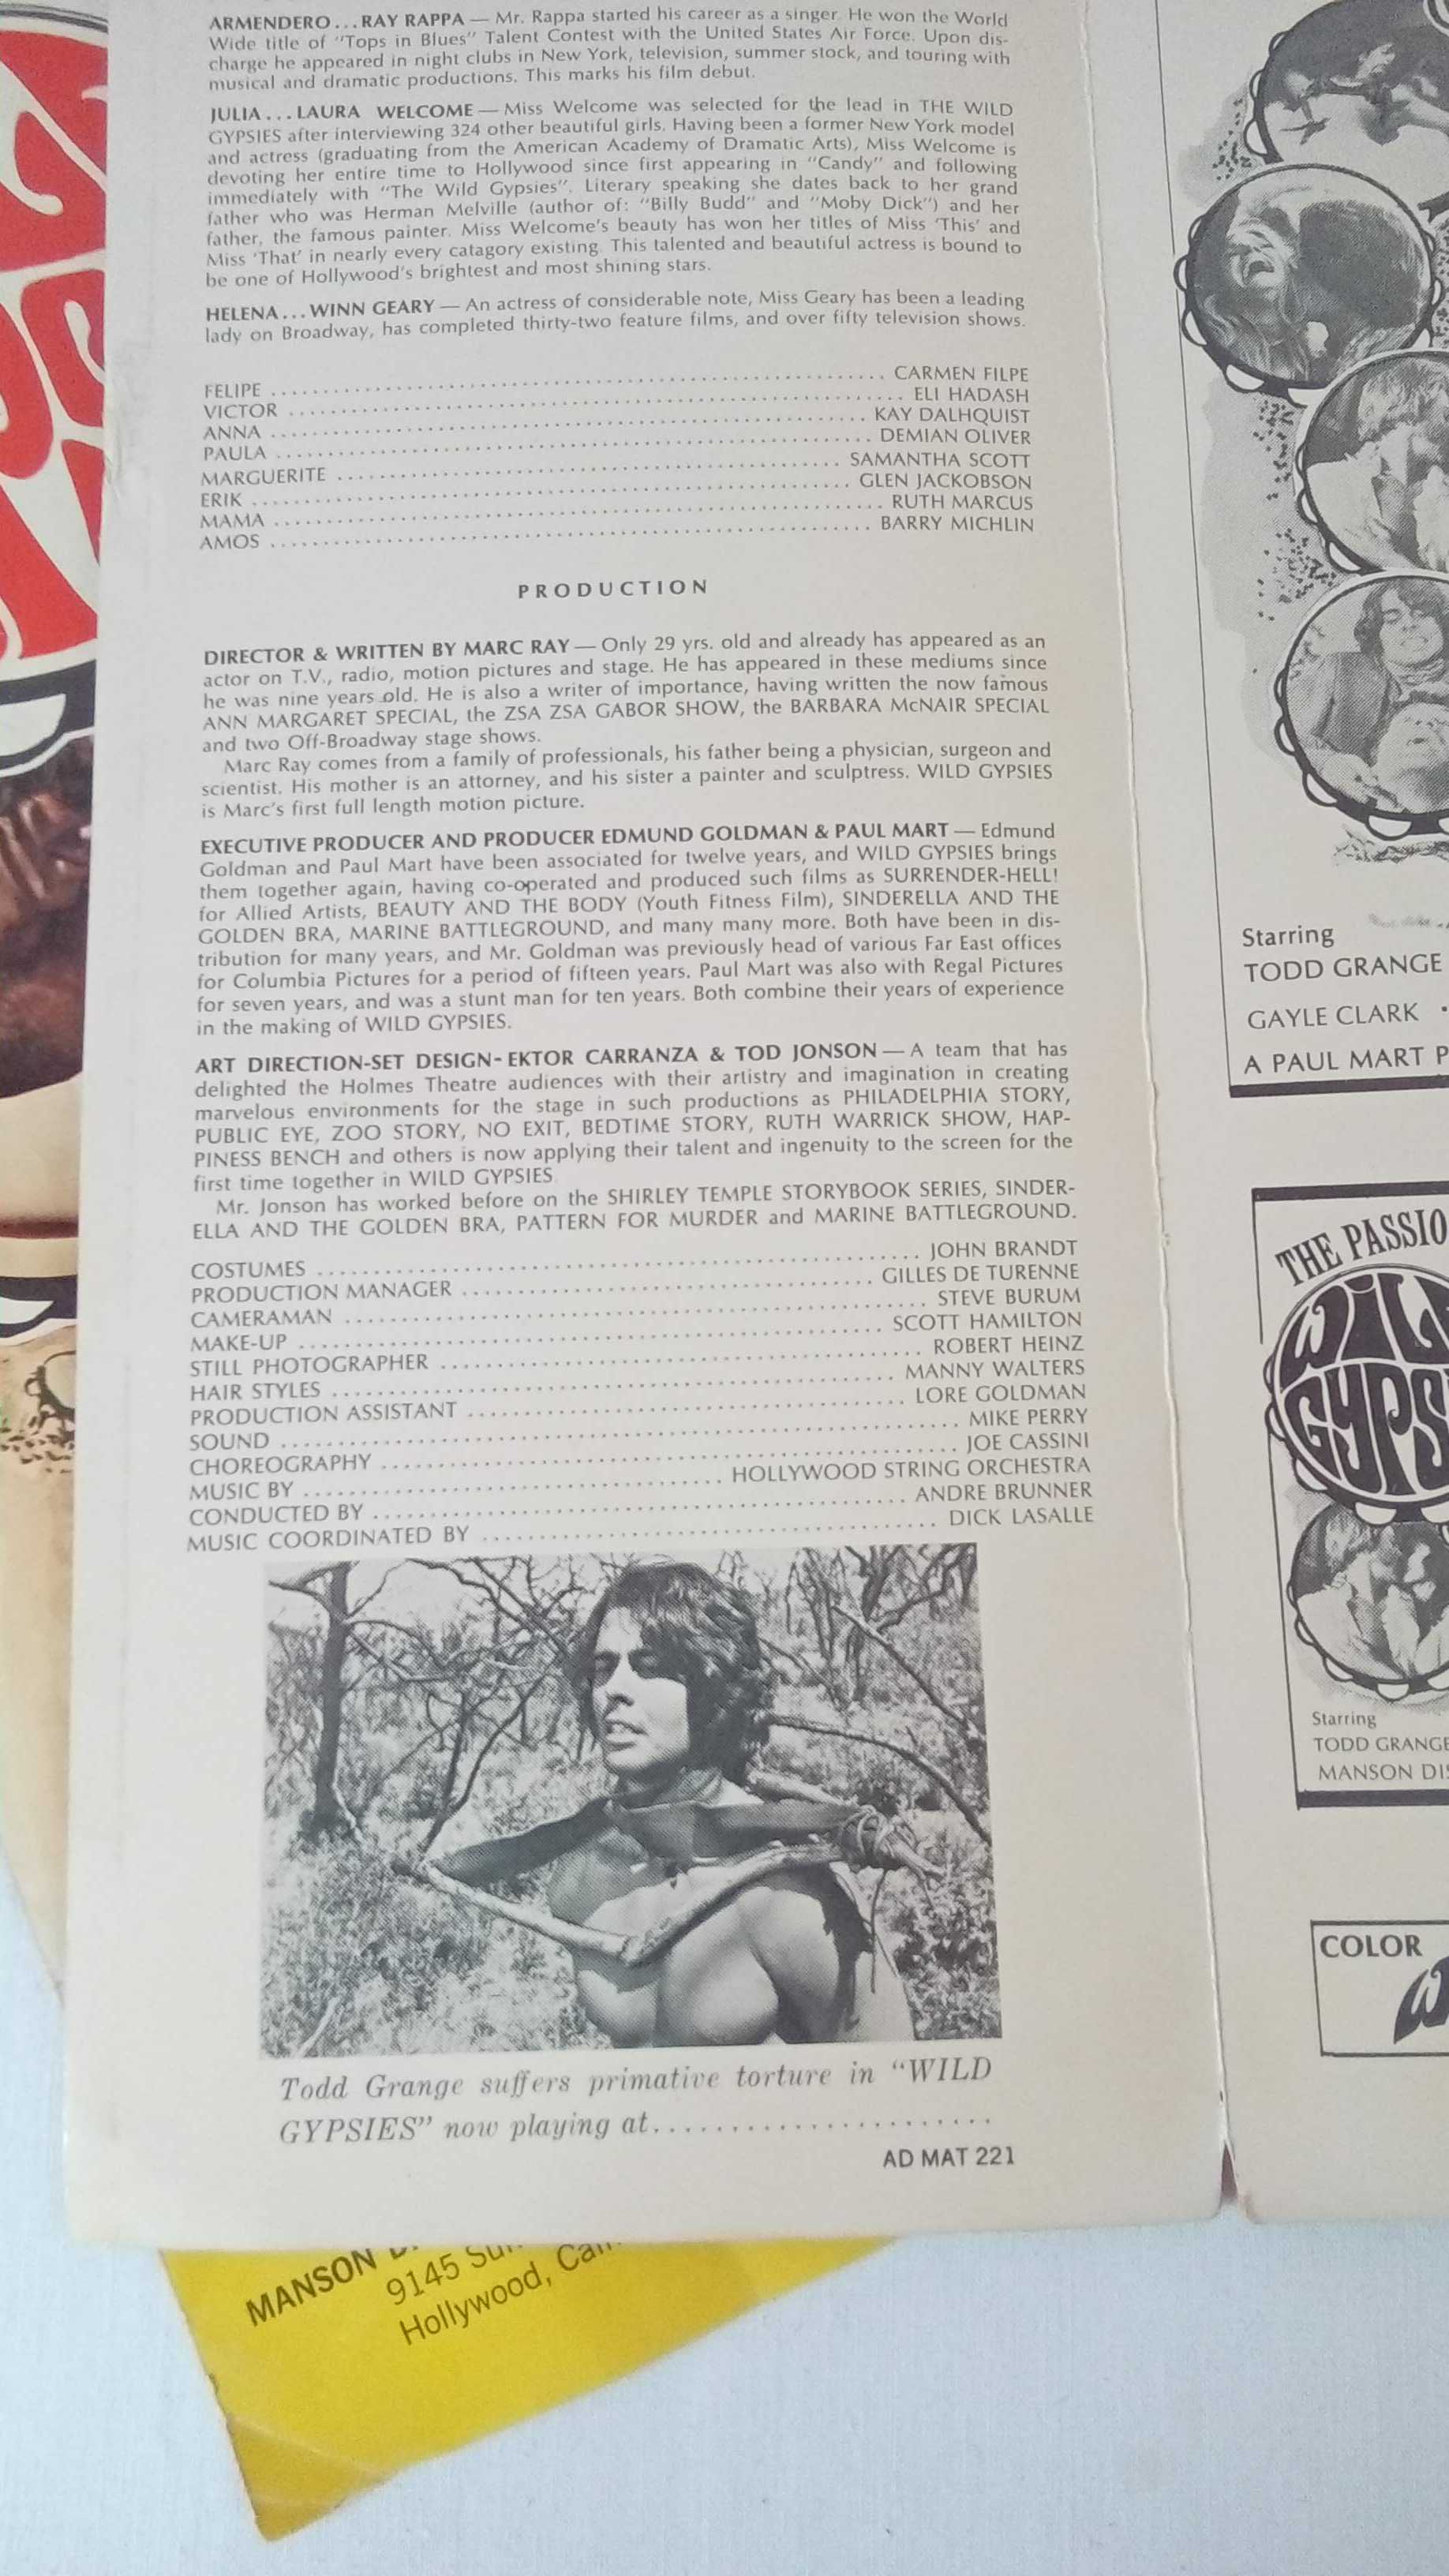 ARMENDERO...RAY RAPPA — Mr. Rappa started his career as a singer. He won the World
Wide title of "Tops in Blues" Talent Contest with the United States Air Force. Upon dis-
charge he appeared in night clubs in New York, television, summer stock, and touring with
musical and dramatic productions. This marks his film debut.
JULIA...LAURA WELCOME — Miss Welcome was selected for the lead in THE WILD
GYPSIES after interviewing 324 other beautiful girls. Having been a former New York model
and actress (graduating from the American Academy of Dramatic Arts), Miss Welcome is
devoting her entire time to Hollywood since first appearing in "Candy" and following
immediately with "The Wild Gypsies". Literary speaking she dates back to her grand
father who was Herman Melville (author of: "Billy Budd" and "Moby Dick") and her
father, the famous painter. Miss Welcome's beauty has won her titles of Miss 'This' and
Miss 'That' in nearly every catagory existing. This talented and beautiful actress is bound to
be one of Hollywood's brightest and most shining stars.
HELENA...WINN GEARY — An actress of considerable note, Miss Geary has been a leading
lady on Broadway, has completed thirty-two feature films, and over fifty television shows.
FELIPE ... CARMEN FILPE
VICTOR ... ELI HADASH
ANNA ... KAY DALHQUIST
PAULA ... DEMIAN OLIVER
MARGUERITE ... SAMANTHA SCOTT
ERIK ... GLEN JACKOBSON
MAMA ... RUTH MARCUS
AMOS ... BARRY MICHLIN
PRODUCTION
DIRECTOR & WRITTEN BY MARC RAY — Only 29 yrs. old and already has appeared as an
actor on T.V., radio, motion pictures and stage. He has appeared in these mediums since
he was nine years old. He is also a writer of importance, having written the now famous
ANN MARGARET SPECIAL, the ZSA ZSA GABOR SHOW, the BARBARA McNAIR SPECIAL
and two Off-Broadway stage shows.
Marc Ray comes from a family of professionals, his father being a physician, surgeon and
scientist. His mother is an attorney, and his sister a painter and sculptress. WILD GYPSIES
is Marc's first full length motion picture.
EXECUTIVE PRODUCER AND PRODUCER EDMUND GOLDMAN & PAUL MART — Edmund
Goldman and Paul Mart have been associated for twelve years, and WILD GYPSIES brings
them together again, having co-operated and produced such films as SURRENDER-HELL!
for Allied Artists, BEAUTY AND THE BODY (Youth Fitness Film), SINDERELLA AND THE
GOLDEN BRA, MARINE BATTLEGROUND, and many many more. Both have been in dis-
tribution for many years, and Mr. Goldman was previously head of various Far East offices
for Columbia Pictures for a period of fifteen years. Paul Mart was also with Regal Pictures
for seven years, and was a stunt man for ten years. Both combine their years of experience
in the making of WILD GYPSIES.
ART DIRECTION-SET DESIGN- EKTOR CARRANZA & TOD JONSON — A team that has
delighted the Holmes Theatre audiences with their artistry and imagination in creating
marvelous environments for the stage in such productions as PHILADELPHIA STORY,
PUBLIC EYE, ZOO STORY, NO EXIT, BEDTIME STORY, RUTH WARRICK SHOW, HAP-
PINESS BENCH and others is now applying their talent and ingenuity to the screen for the
first time together in WILD GYPSIES.
Mr. Jonson has worked before on the SHIRLEY TEMPLE STORYBOOK SERIES, SINDER-
ELLA AND THE GOLDEN BRA, PATTERN FOR MURDER and MARINE BATTLEGROUND.
COSTUMES ... JOHN BRANDT
PRODUCTION MANAGER ... GILLES DE TURENNE
CAMERAMAN ... STEVE BURUM
MAKE-UP ... SCOTT HAMILTON
STILL PHOTOGRAPHER ... ROBERT HEINZ
HAIR STYLES ... MANNY WALTERS
PRODUCTION ASSISTANT ... LORE GOLDMAN
SOUND ... MIKE PERRY
CHOREOGRAPHY ... JOE CASSINI
MUSIC BY ... HOLLYWOOD STRING ORCHESTRA
CONDUCTED BY ... ANDRE BRUNNER
MUSIC COORDINATED BY ... DICK LASALLE
Todd Grange suffers primative torture in "WILD
GYPSIES" now playing at......................
AD MAT 221
MANSON
9145
Hollywood,
Starring
TODD GRANGE
GAYLE CLARK •
A PAUL MART P
THE PASSIO
WILD
GYPS
Starring
TODD GRANGE
MANSON DIS
COLOR
W